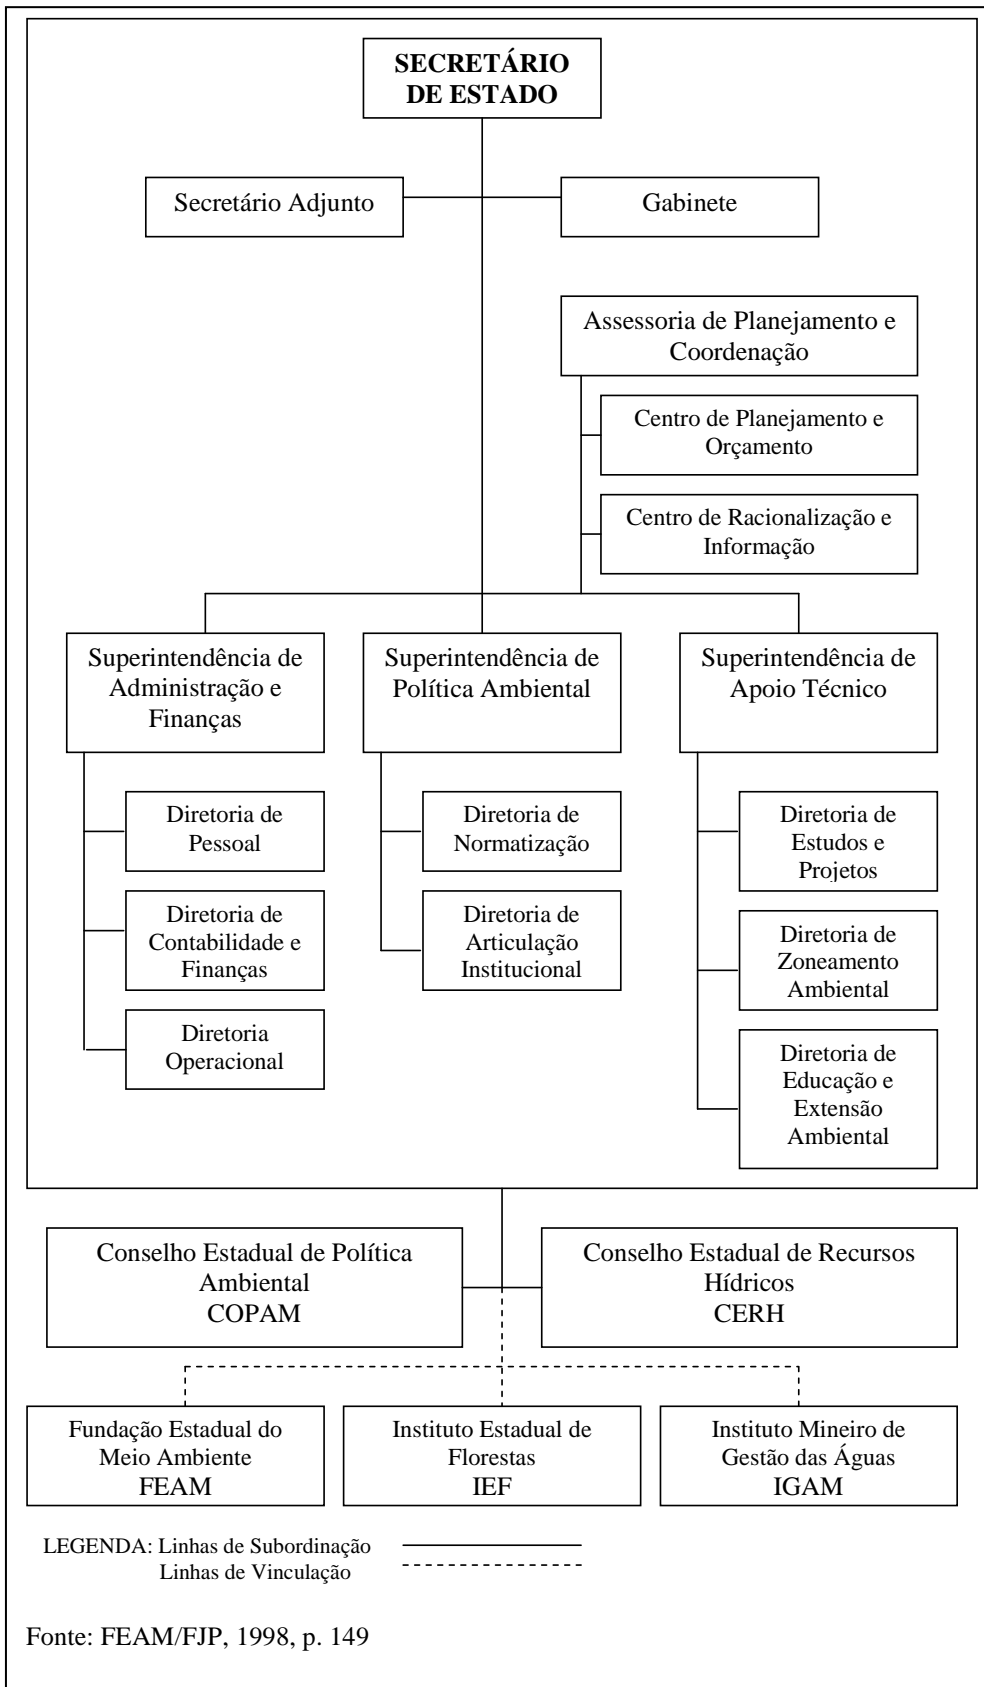 SECRETÁRIO
DE ESTADO
Secretário Adjunto
Gabinete
Assessoria de Planejamento e
Coordenação
Centro de Planejamento e
Orçamento
Centro de Racionalização e
Informação
Superintendência de
Administração e
Finanças
Superintendência de
Política Ambiental
Superintendência de
Apoio Técnico
Diretoria de
Pessoal
Diretoria de
Contabilidade e
Finanças
Diretoria
Operacional
Diretoria de
Normatização
Diretoria de
Articulação
Institucional
Diretoria de
Estudos e
Projetos
Diretoria de
Zoneamento
Ambiental
Diretoria de
Educação e
Extensão
Ambiental
Conselho Estadual de Política
Ambiental
COPAM
Conselho Estadual de Recursos
Hídricos
CERH
Fundação Estadual do
Meio Ambiente
FEAM
Instituto Estadual de
Florestas
IEF
Instituto Mineiro de
Gestão das Águas
IGAM
LEGENDA: Linhas de Subordinação
Linhas de Vinculação
Fonte: FEAM/FJP, 1998, p. 149